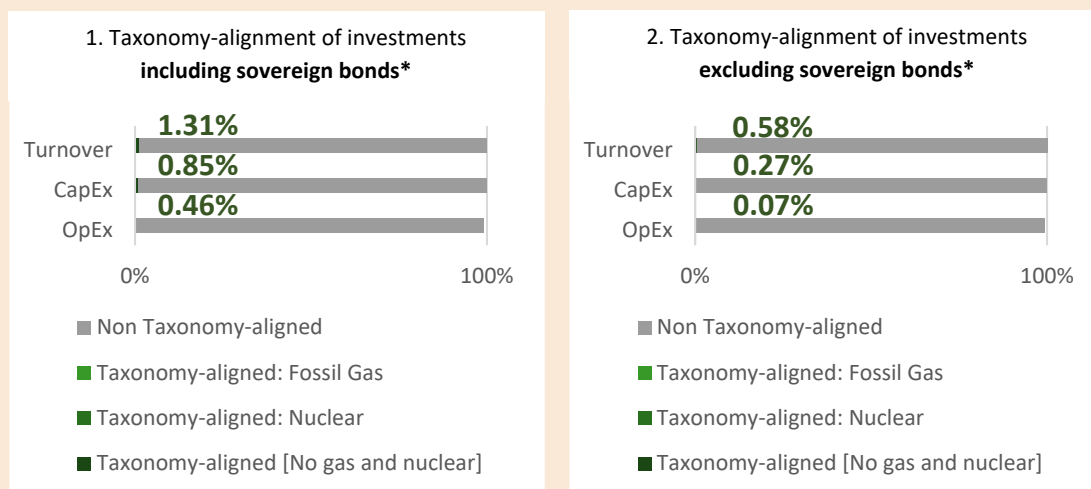 1. Taxonomy-alignment of investments
including sovereign bonds*
1.31%
Turnover
0.85%
CapEx
0.46%
OpEx
0%
100%
Non Taxonomy-aligned
Taxonomy-aligned: Fossil Gas
Taxonomy-aligned: Nuclear
Taxonomy-aligned [No gas and nuclear]
2. Taxonomy-alignment of investments
excluding sovereign bonds*
0.58%
Turnover
0.27%
CapEx
0.07%
OpEx
0%
100%
Non Taxonomy-aligned
Taxonomy-aligned: Fossil Gas
Taxonomy-aligned: Nuclear
Taxonomy-aligned [No gas and nuclear]